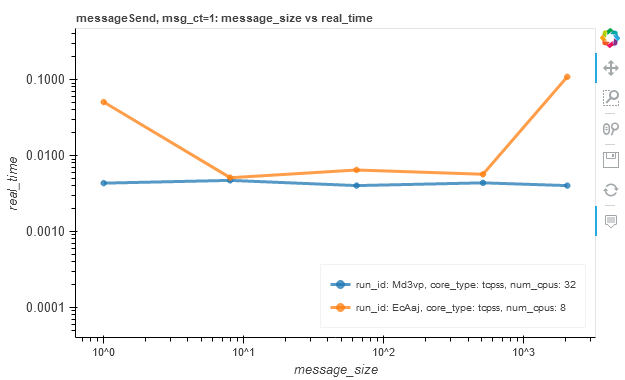 messageSend, msg_ct=1: message_size vs real_time
real_time
0.1000
0.0100
0.0010
0.0001
run_id: Md3vp, core_type: tcpss, num_cpus: 32
run_id: EcAaj, core_type: tcpss, num_cpus: 8
10^0 10^1 10^2 10^3
message_size